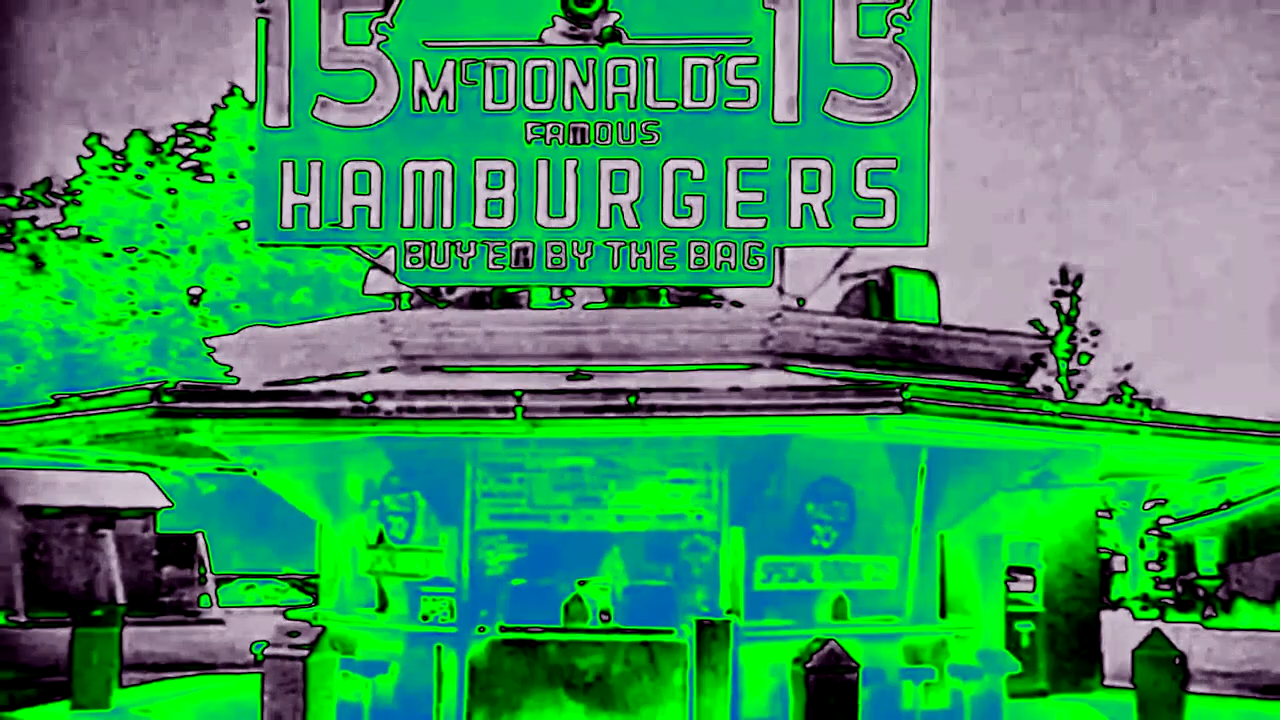 15 15
McDONALD'S
FAMOUS
HAMBURGERS
BUY EM BY THE BAG